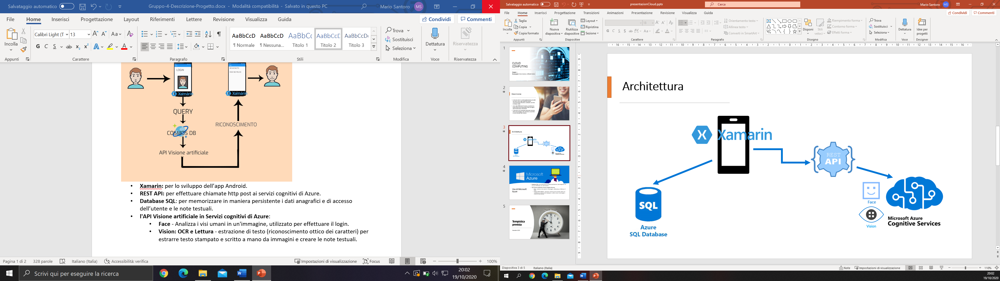 Salvataggio automatico
Gruppo-4-Descrizione-Progetto.docx - Modalità compatibilità - Salvato in questo PC
Mario Santoro
MS
File Home Inserisci Progettazione Layout Riferimenti Lettere Revisione Visualizza Guida
Condividi
Commenti
Incolla
Calibri Light (T
13
G C S ab x₂ x² A A
AaBbCcD
¶ Normale
AaBbCcD
¶ Nessuna...
AaBbCc
Titolo 1
AaBbCcD
Titolo 2
AaBbCcD
Titolo 3
Trova
Sostituisci
Seleziona
Dettatura
Riservatezza
Appunti Carattere Paragrafo Stili Modifica Voce Riservatezza
LOGIN
Xamarin
Xamarin
QUERY
COSMOS DB
API Visione artificiale
RICONOSCIMENTO
• Xamarin: per lo sviluppo dell’app Android.
• REST API: per effettuare chiamate http post ai servizi cognitivi di Azure.
• Database SQL: per memorizzare in maniera persistente i dati anagrafici e di accesso
dell’utente e le note testuali.
• l'API Visione artificiale in Servizi cognitivi di Azure:
• Face - Analizza i visi umani in un'immagine, utilizzato per effettuare il login.
• Vision: OCR e Lettura - estrazione di testo (riconoscimento ottico dei caratteri) per
estrarre testo stampato e scritto a mano da immagini e creare le note testuali.
Pagina 1 di 2 328 parole Italiano (Italia) Accessibilità: verifica Impostazioni di visualizzazione Focus 100%
Scrivi qui per eseguire la ricerca
20:02
19/10/2020
Salvataggio automatico
presentazionCloud.pptx
Cerca
Mario Santoro
MS
File Home Inserisci Progettazione Transizioni Animazioni Presentazione Revisione Visualizza Guida
Condividi
Commenti
Incolla
Taglia
Copia
Copia formato
Nuova
diapositiva
Riutilizza
diapositive
Layout
Ripristina
Sezione
18
G C S S ab AV Aa
Orientamento testo
Allinea testo
Converti in SmartArt
Disponi
Stili
veloci
Riempimento forma
Contorno forma
Effetti forma
Trova
Sostituisci
Seleziona
Dettatura
Idee per
progetti
Appunti Diapositive Carattere Paragrafo Disegno Modifica Voce Designer
1
CLOUD
COMPUTING
2
Descrizione
3
Architettura
4
Microsoft
Azure
Uso di Microsoft
Azure
5
Tempistica
prevista
Architettura
Xamarin
REST
API
SQL
Azure
SQL Database
Face
Vision
Microsoft Azure
Cognitive Services
Diapositiva 3 di 5 Italiano (Italia) Note Impostazioni di visualizzazione 110%
20:02
19/10/2020